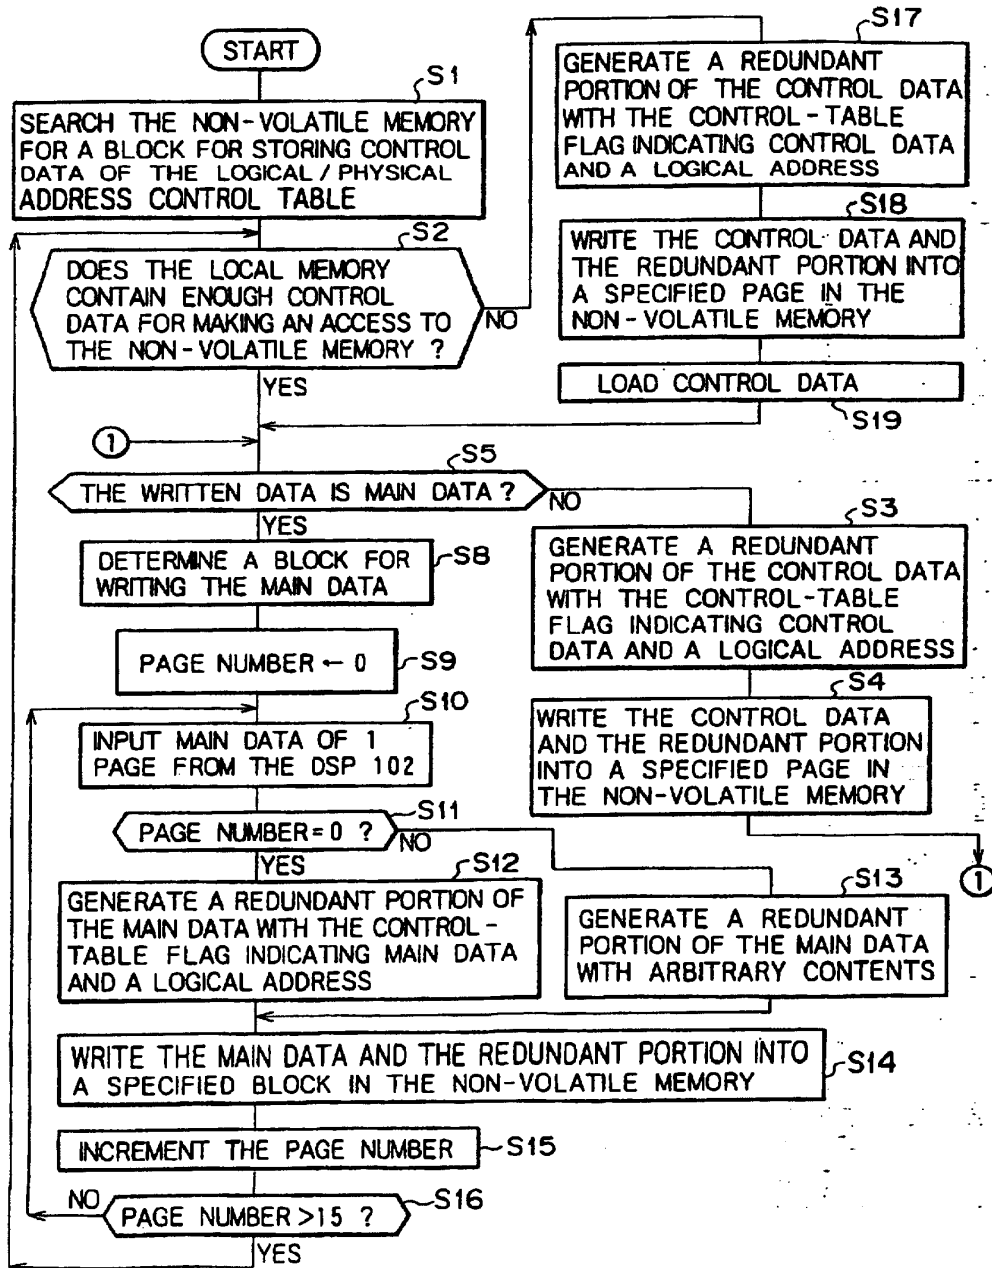 START
S1
SEARCH THE NON-VOLATILE MEMORY
FOR A BLOCK FOR STORING CONTROL
DATA OF THE LOGICAL / PHYSICAL
ADDRESS CONTROL TABLE
S2
DOES THE LOCAL MEMORY
CONTAIN ENOUGH CONTROL
DATA FOR MAKING AN ACCESS TO
THE NON-VOLATILE MEMORY ?
NO
YES
S17
GENERATE A REDUNDANT
PORTION OF THE CONTROL DATA
WITH THE CONTROL-TABLE
FLAG INDICATING CONTROL DATA
AND A LOGICAL ADDRESS
S18
WRITE THE CONTROL DATA AND
THE REDUNDANT PORTION INTO
A SPECIFIED PAGE IN THE
NON-VOLATILE MEMORY
LOAD CONTROL DATA
S19
1
S5
THE WRITTEN DATA IS MAIN DATA ?
NO
YES
S3
GENERATE A REDUNDANT
PORTION OF THE CONTROL DATA
WITH THE CONTROL-TABLE
FLAG INDICATING CONTROL
DATA AND A LOGICAL ADDRESS
S4
WRITE THE CONTROL DATA
AND THE REDUNDANT PORTION
INTO A SPECIFIED PAGE IN
THE NON-VOLATILE MEMORY
1
DETERMINE A BLOCK FOR
WRITING THE MAIN DATA
S8
PAGE NUMBER ← 0
S9
S10
INPUT MAIN DATA OF 1
PAGE FROM THE DSP 102
S11
PAGE NUMBER = 0 ?
NO
YES
S12
GENERATE A REDUNDANT PORTION OF
THE MAIN DATA WITH THE CONTROL-
TABLE FLAG INDICATING MAIN DATA
AND A LOGICAL ADDRESS
S13
GENERATE A REDUNDANT
PORTION OF THE MAIN DATA
WITH ARBITRARY CONTENTS
WRITE THE MAIN DATA AND THE REDUNDANT PORTION INTO
A SPECIFIED BLOCK IN THE NON-VOLATILE MEMORY
S14
INCREMENT THE PAGE NUMBER
S15
NO
S16
PAGE NUMBER >15 ?
YES